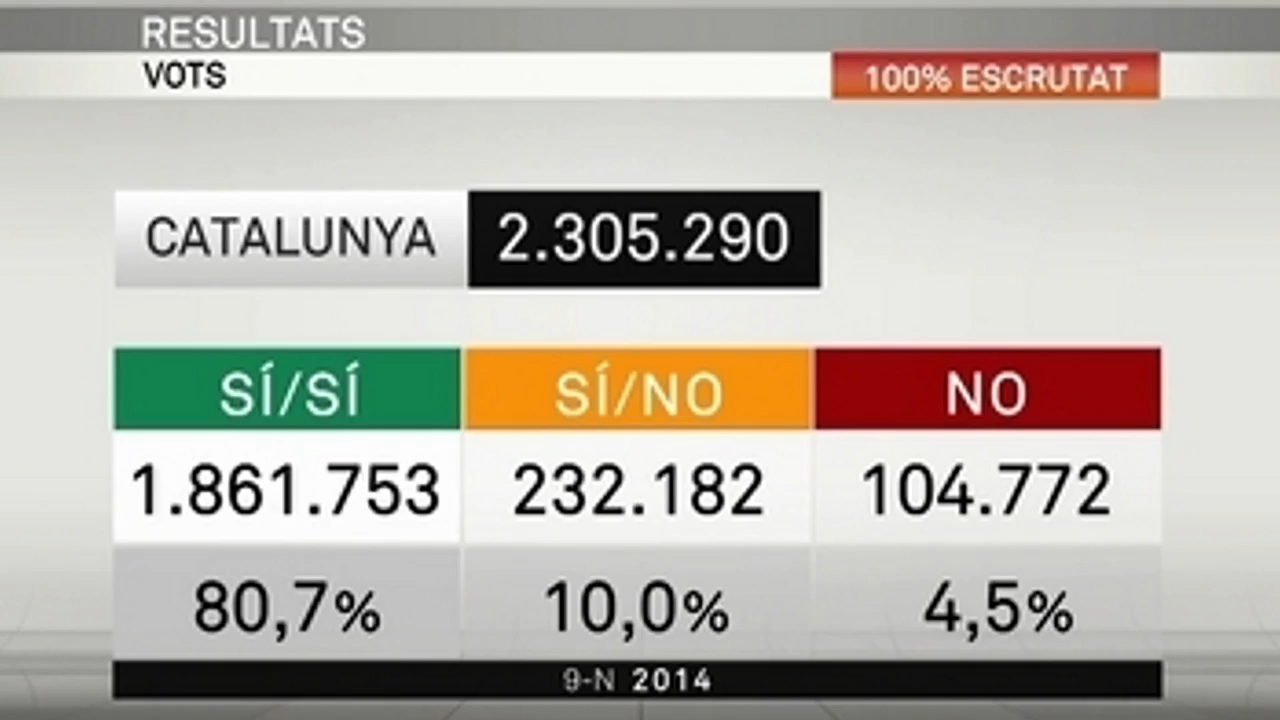 RESULTATS
VOTS
100% ESCRUTAT
CATALUNYA 2.305.290
SÍ/SÍ SÍ/NO NO
1.861.753 232.182 104.772
80,7% 10,0% 4,5%
9-N 2014